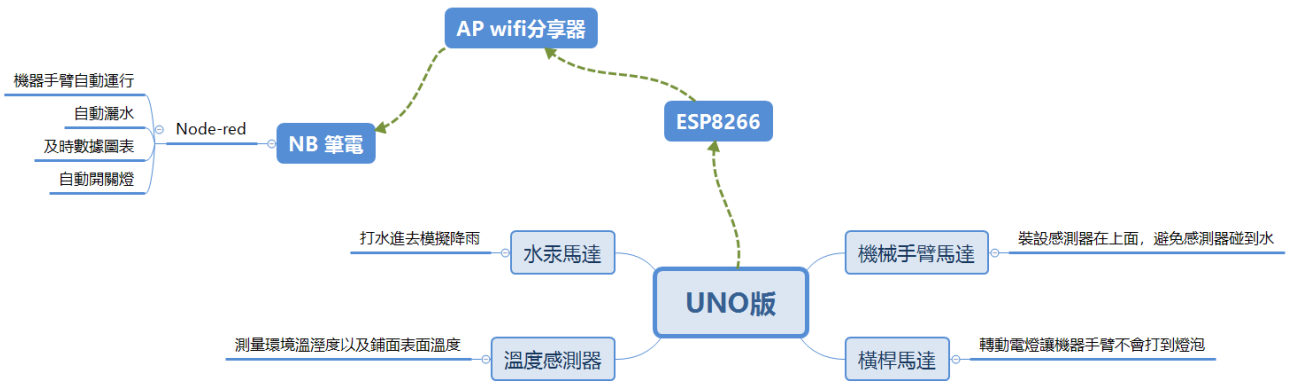 AP wifi分享器
機器手臂自動運行
自動灑水
及時數據圖表
自動開關燈
Node-red
NB 筆電
ESP8266
打水進去模擬降雨
水汞馬達
機械手臂馬達
裝設感測器在上面，避免感測器碰到水
UNO版
測量環境溫溼度以及鋪面表面溫度
溫度感測器
橫桿馬達
轉動電燈讓機器手臂不會打到燈泡